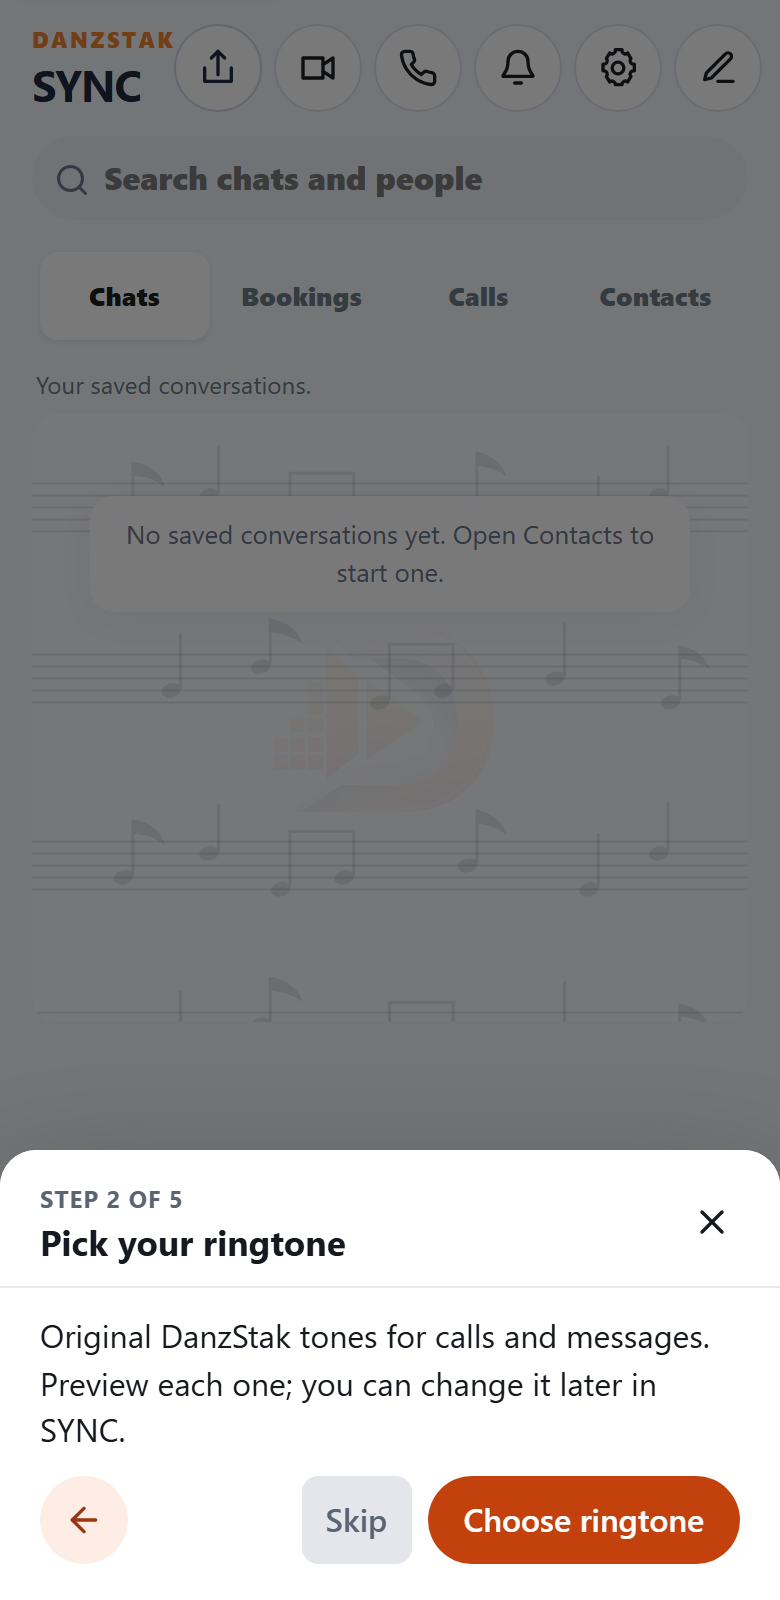 DANZSTAK
SYNC
Search chats and people
Chats
Bookings
Calls
Contacts
Your saved conversations.
No saved conversations yet. Open Contacts to
start one.
STEP 2 OF 5
Pick your ringtone
Original DanzStak tones for calls and messages.
Preview each one; you can change it later in
SYNC.
Skip
Choose ringtone